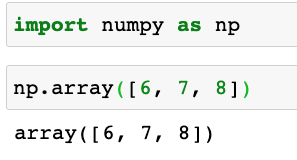 import numpy as np
np.array([6, 7, 8])
array([6, 7, 8])